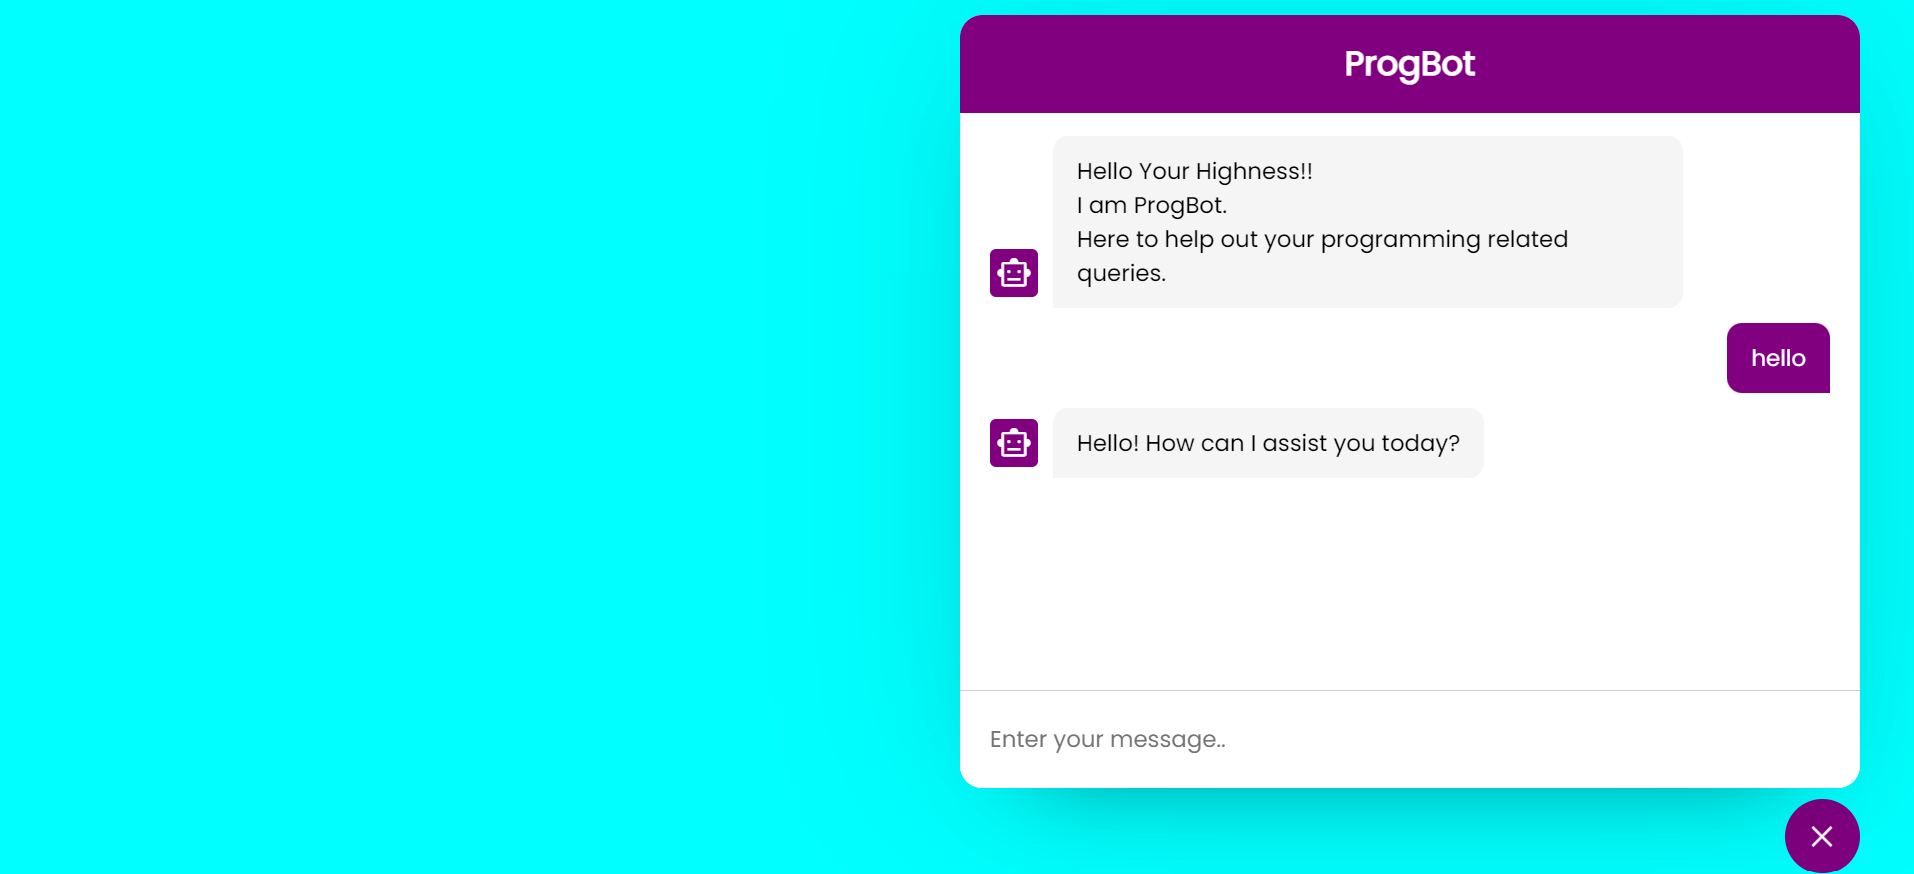 ProgBot
Hello Your Highness!!
I am ProgBot.
Here to help out your programming related
queries.
hello
Hello! How can I assist you today?
Enter your message..